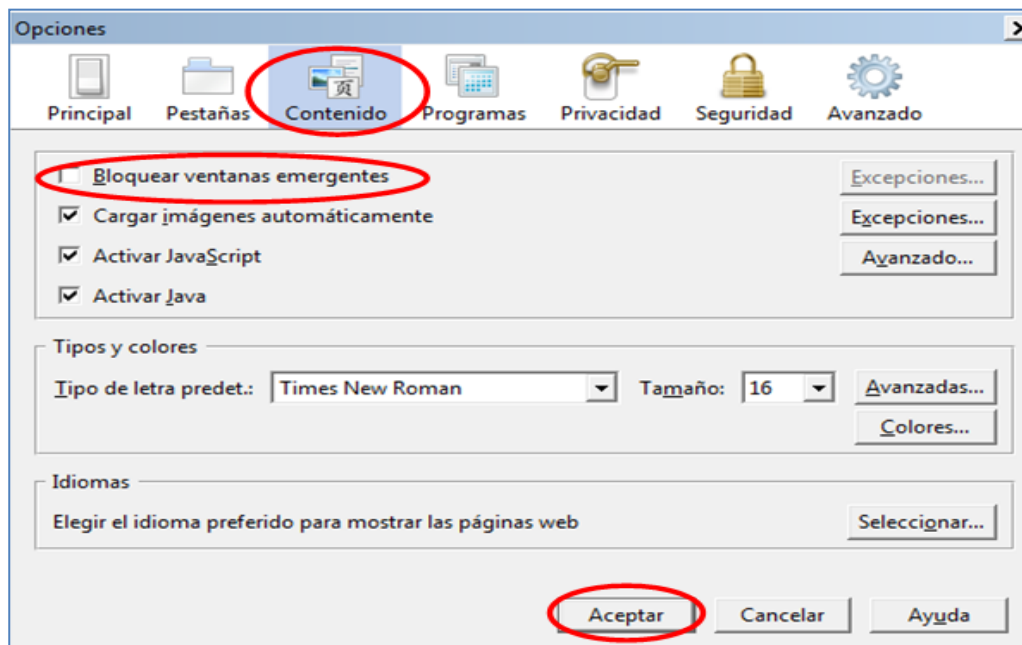 Opciones
Principal Pestañas Contenido Programas Privacidad Seguridad Avanzado
Bloquear ventanas emergentes Excepciones...
Cargar imágenes automáticamente Excepciones...
Activar JavaScript Avanzado...
Activar Java
Tipos y colores
Tipo de letra predet.: Times New Roman Tamaño: 16 Avanzadas...
Colores...
Idiomas
Elegir el idioma preferido para mostrar las páginas web Seleccionar...
Aceptar Cancelar Ayuda